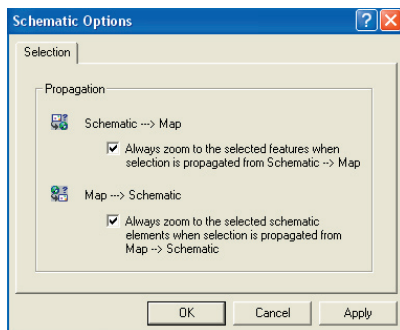 Schematic Options
Selection
Propagation
Schematic ---> Map
Always zoom to the selected features when
selection is propagated from Schematic --> Map
Map ---> Schematic
Always zoom to the selected schematic
elements when selection is propagated from
Map --> Schematic
OK
Cancel
Apply